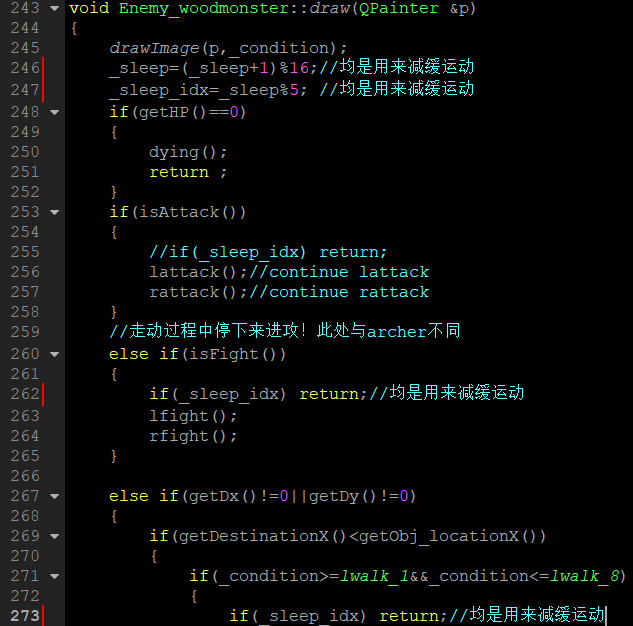 243 void Enemy_woodmonster::draw(QPainter &p)
244 {
245 drawImage(p,_condition);
246 _sleep=(_sleep+1)%16;//均是用来减缓运动
247 _sleep_idx=_sleep%5; //均是用来减缓运动
248 if(getHP()==0)
249 {
250 dying();
251 return ;
252 }
253 if(isAttack())
254 {
255 //if(_sleep_idx) return;
256 lattack();//continue lattack
257 rattack();//continue rattack
258 }
259 //走动过程中停下来进攻！此处与archer不同
260 else if(isFight())
261 {
262 if(_sleep_idx) return;//均是用来减缓运动
263 lfight();
264 rfight();
265 }
266
267 else if(getDx()!=0||getDy()!=0)
268 {
269 if(getDestinationX()<getObj_locationX())
270 {
271 if(_condition>=lwalk_1&&_condition<=lwalk_8)
272 {
273 if(_sleep_idx) return;//均是用来减缓运动